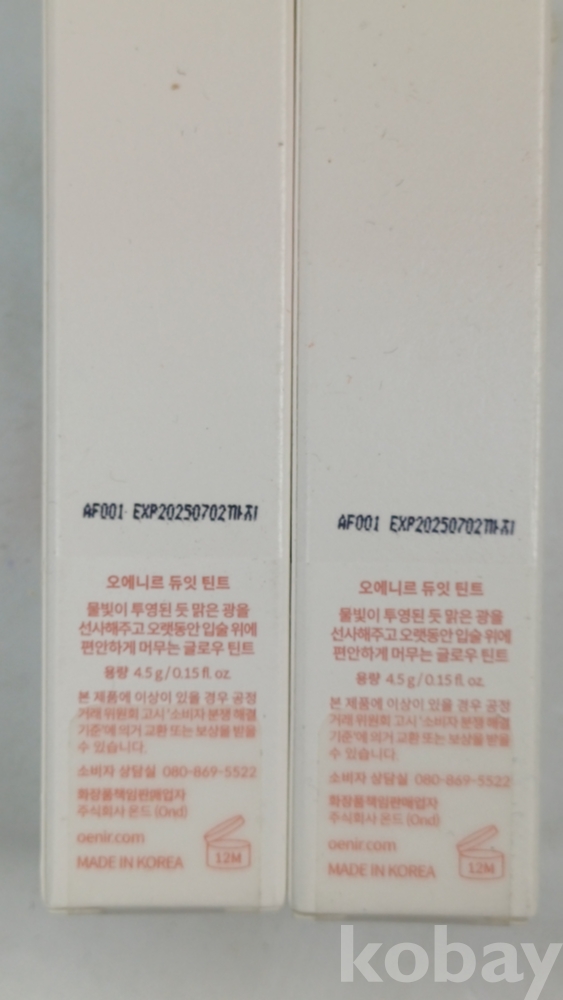 AF001 EXP20250702까지
오에니르 듀잇 틴트
물빛이 투영된 듯 맑은 광을
선사해주고 오랫동안 입술 위에
편안하게 머무는 글로우 틴트
용량 4.5 g / 0.15 fl. oz.
본 제품에 이상이 있을 경우 공정
거래 위원회 고시 '소비자 분쟁 해결
기준'에 의거 교환 또는 보상을 받을
수 있습니다.
소비자 상담실 080-869-5522
화장품책임판매업자
주식회사 온드 (Ond)
oenir.com
MADE IN KOREA
12M
AF001 EXP20250702까지
오에니르 듀잇 틴트
물빛이 투영된 듯 맑은 광을
선사해주고 오랫동안 입술 위에
편안하게 머무는 글로우 틴트
용량 4.5 g / 0.15 fl. oz.
본 제품에 이상이 있을 경우 공정
거래 위원회 고시 '소비자 분쟁 해결
기준'에 의거 교환 또는 보상을 받을
수 있습니다.
소비자 상담실 080-869-5522
화장품책임판매업자
주식회사 온드 (Ond)
oenir.com
MADE IN KOREA
12M
kobay